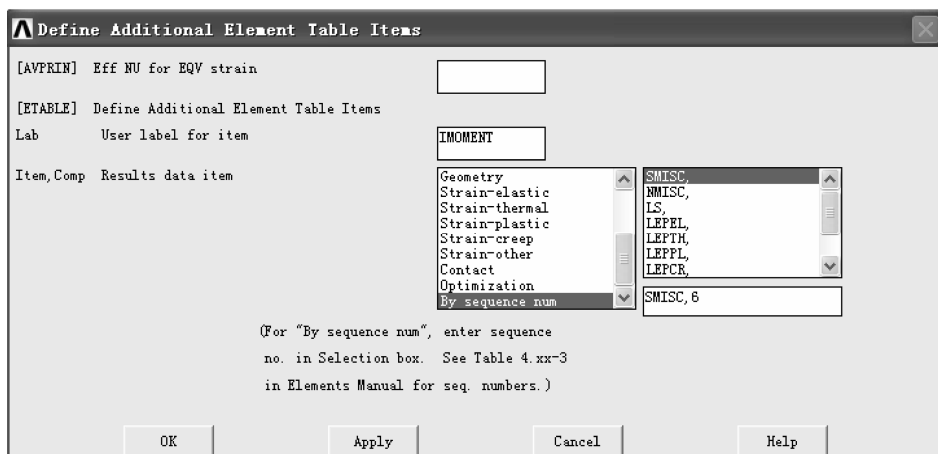 Define Additional Element Table Items
[AVPRIN] Eff NU for EQV strain
[ETABLE] Define Additional Element Table Items
Lab User label for item
IMOMENT
Item,Comp Results data item
Geometry
Strain-elastic
Strain-thermal
Strain-plastic
Strain-creep
Strain-other
Contact
Optimization
By sequence num
SMISC,
NMISC,
LS,
LEPEL,
LEPTH,
LEPPL,
LEPCR,
SMISC, 6
(For "By sequence num", enter sequence
no. in Selection box. See Table 4.xx-3
in Elements Manual for seq. numbers.)
OK Apply Cancel Help